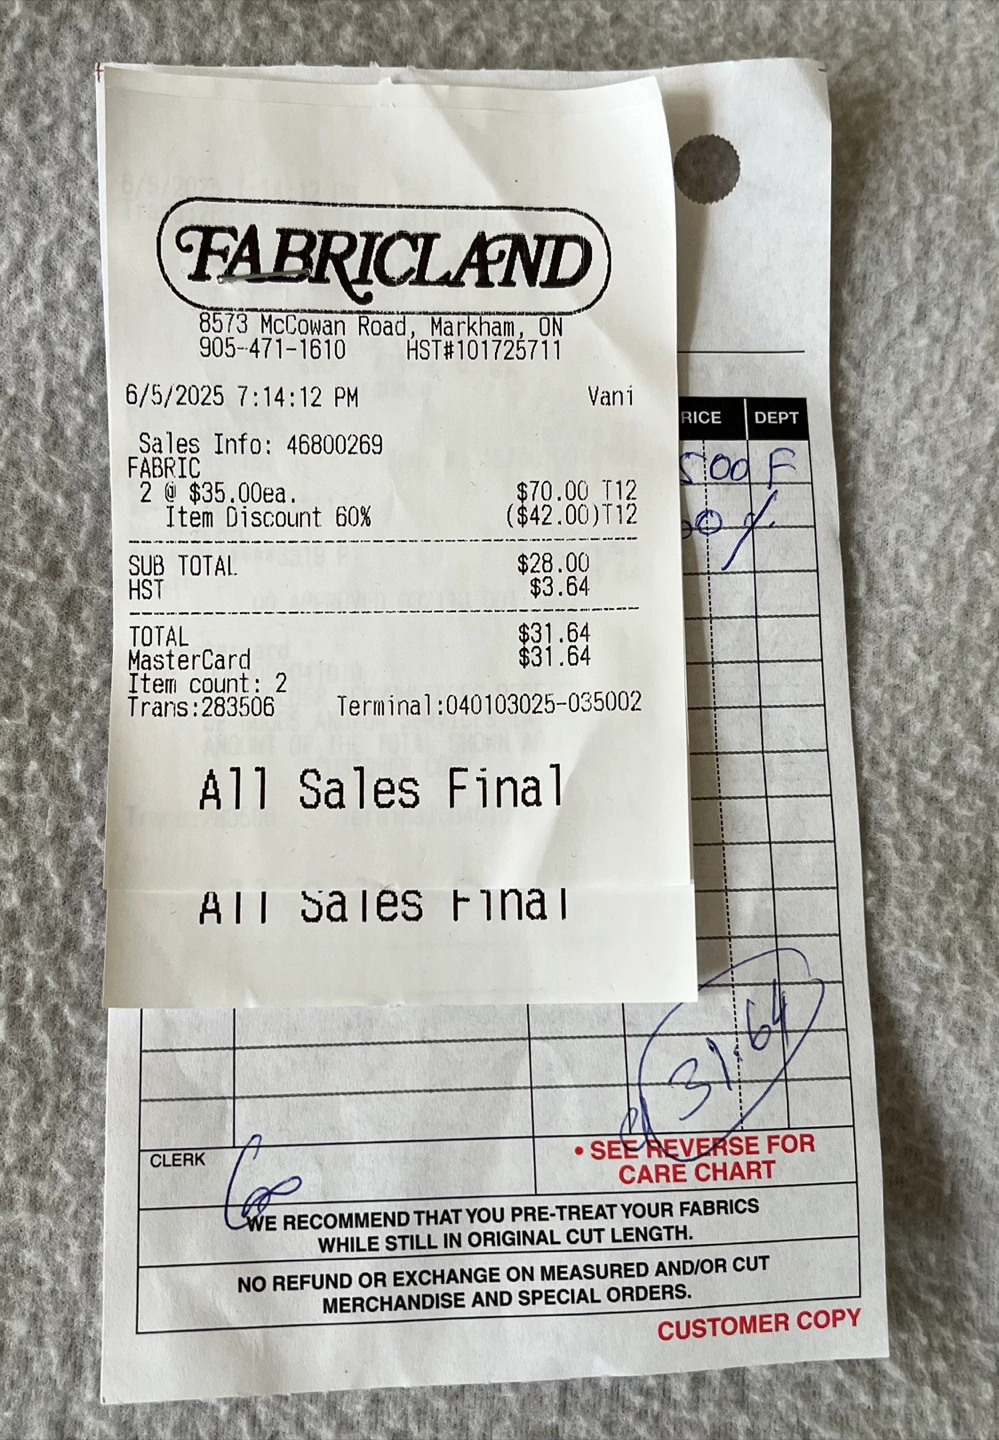 FABRICLAND
8573 McCowan Road, Markham, ON
905-471-1610 HST#101725711
6/5/2025 7:14:12 PM Vani
Sales Info: 46800269
FABRIC
2 @ $35.00ea. $70.00 T12
Item Discount 60% ($42.00)T12
SUB TOTAL $28.00
HST $3.64
TOTAL $31.64
MasterCard $31.64
Item count: 2
Trans:283506 Terminal:040103025-035002
All Sales Final
All Sales Final
RICE DEPT
500 F
0 %
31.64
CLERK
• SEE REVERSE FOR
CARE CHART
WE RECOMMEND THAT YOU PRE-TREAT YOUR FABRICS
WHILE STILL IN ORIGINAL CUT LENGTH.
NO REFUND OR EXCHANGE ON MEASURED AND/OR CUT
MERCHANDISE AND SPECIAL ORDERS.
CUSTOMER COPY